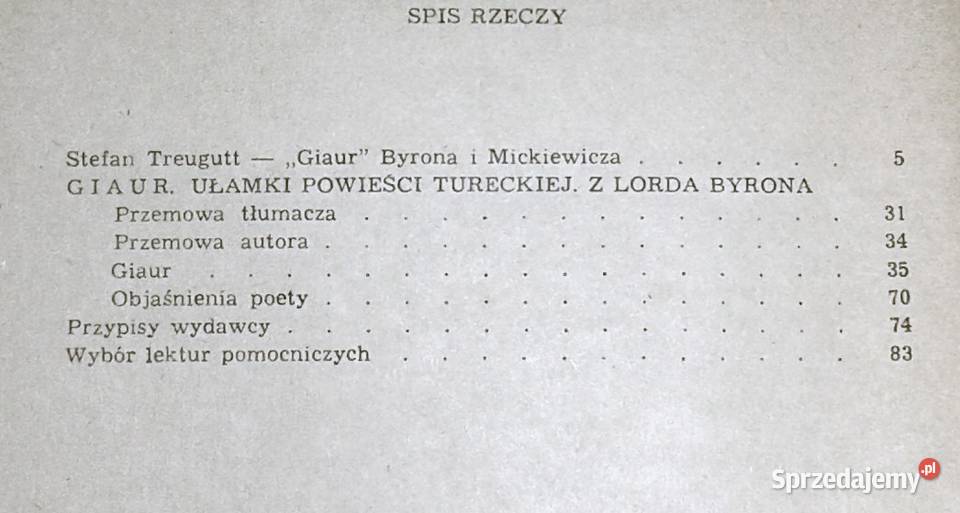 SPIS RZECZY
Stefan Treugutt — „Giaur” Byrona i Mickiewicza . . . . . . 5
GIAUR. UŁAMKI POWIEŚCI TURECKIEJ. Z LORDA BYRONA
Przemowa tłumacza . . . . . . . . . . . . . 31
Przemowa autora . . . . . . . . . . . . . . 34
Giaur . . . . . . . . . . . . . . . . . 35
Objaśnienia poety . . . . . . . . . . . . . . 70
Przypisy wydawcy . . . . . . . . . . . . . . . 74
Wybór lektur pomocniczych . . . . . . . . . . . . 83
Sprzedajemy .pl